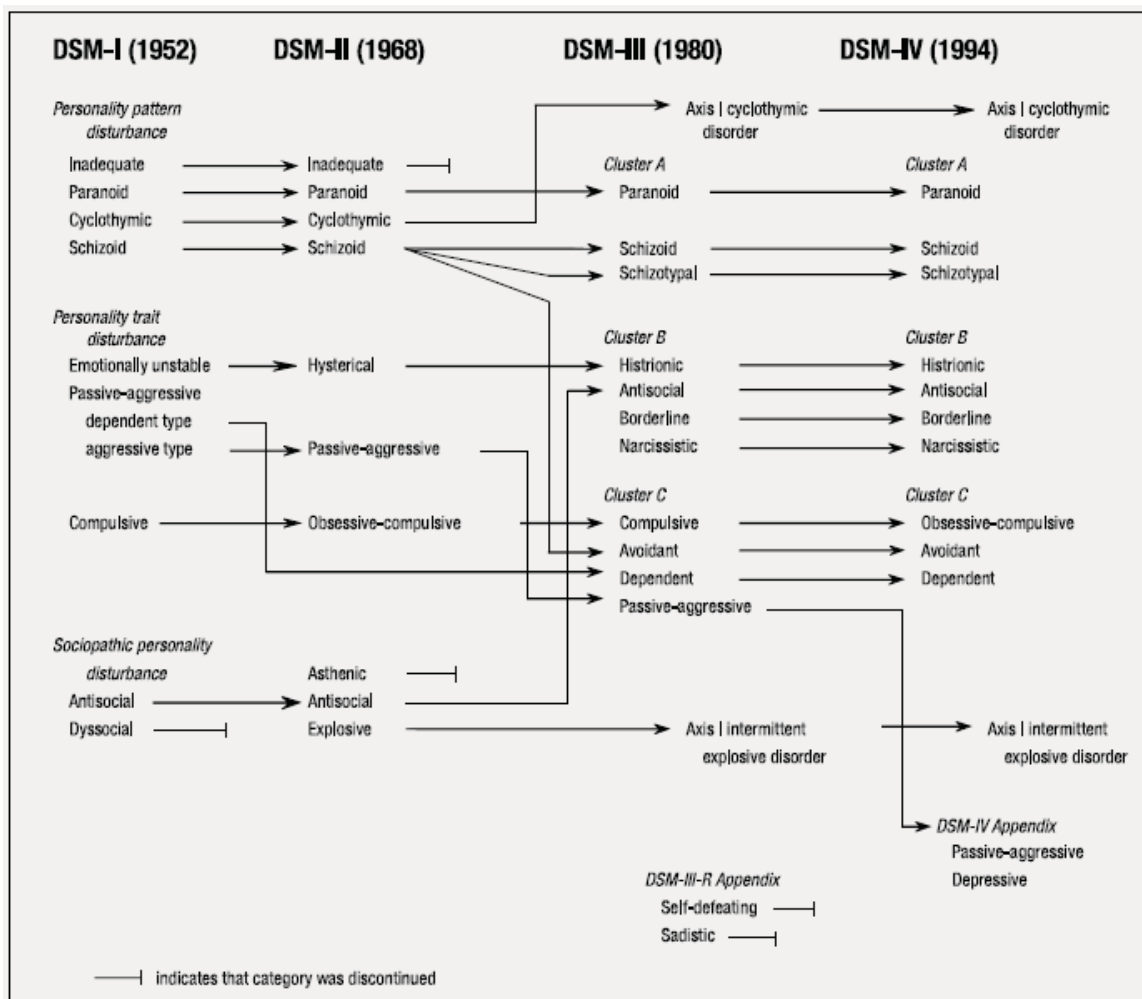 DSM-I (1952)
DSM-II (1968)
DSM-III (1980)
DSM-IV (1994)
Personality pattern
disturbance
Inadequate
Paranoid
Cyclothymic
Schizoid
Inadequate
Paranoid
Cyclothymic
Schizoid
Axis I cyclothymic
disorder
Cluster A
Paranoid
Schizoid
Schizotypal
Axis I cyclothymic
disorder
Cluster A
Paranoid
Schizoid
Schizotypal
Personality trait
disturbance
Emotionally unstable
Passive-aggressive
dependent type
aggressive type
Compulsive
Hysterical
Passive-aggressive
Obsessive-compulsive
Cluster B
Histrionic
Antisocial
Borderline
Narcissistic
Cluster B
Histrionic
Antisocial
Borderline
Narcissistic
Cluster C
Compulsive
Avoidant
Dependent
Passive-aggressive
Cluster C
Obsessive-compulsive
Avoidant
Dependent
Sociopathic personality
disturbance
Antisocial
Dyssocial
Asthenic
Antisocial
Explosive
Axis I intermittent
explosive disorder
Axis I intermittent
explosive disorder
DSM-IV Appendix
Passive-aggressive
Depressive
DSM-III-R Appendix
Self-defeating
Sadistic
indicates that category was discontinued